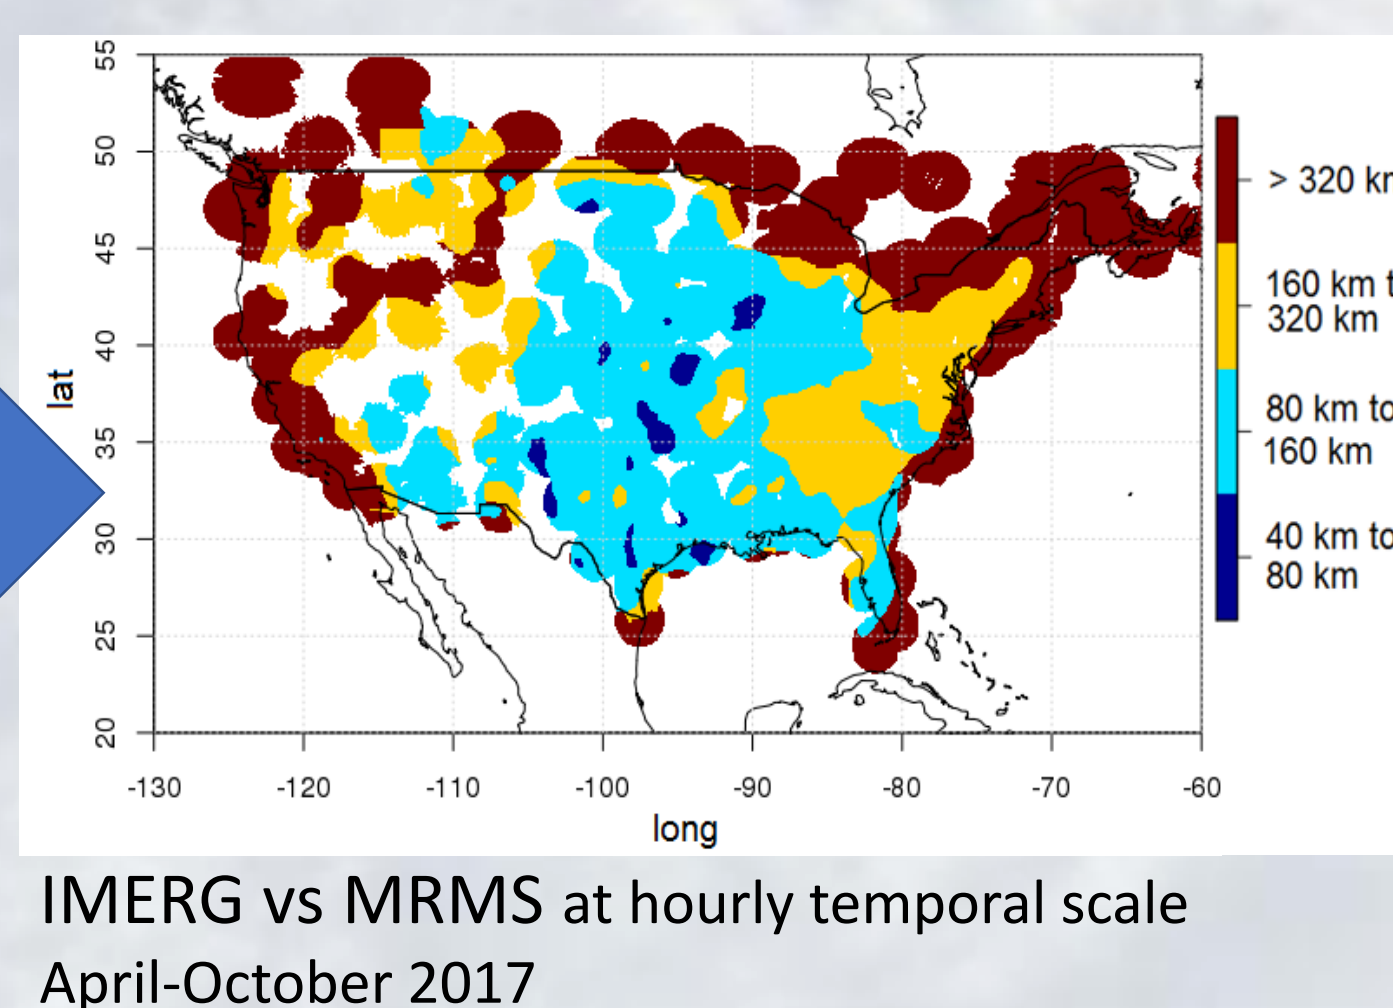 55
50
45
40
35
30
25
20
lat
-130 -120 -110 -100 -90 -80 -70 -60
long
> 320 k
160 km
320 km
80 km to
160 km
40 km to
80 km
IMERG vs MRMS at hourly temporal scale
April-October 2017